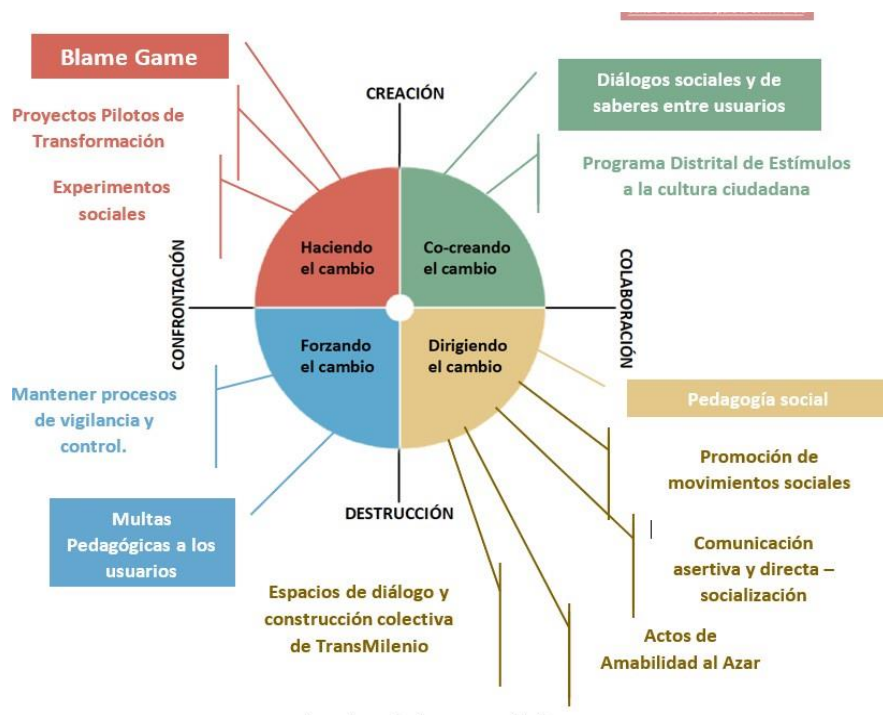 Blame Game
Proyectos Pilotos de
Transformación
Experimentos
sociales
CREACIÓN
Diálogos sociales y de
saberes entre usuarios
Programa Distrital de Estímulos
a la cultura ciudadana
Haciendo
el cambio
Co-creando
el cambio
CONFRONTACIÓN
COLABORACIÓN
Forzando
el cambio
Dirigiendo
el cambio
Mantener procesos
de vigilancia y
control.
Multas
Pedagógicas a los
usuarios
DESTRUCCIÓN
Pedagogía social
Promoción de
movimientos sociales
Comunicación
asertiva y directa –
socialización
Espacios de diálogo y
construcción colectiva
de TransMilenio
Actos de
Amabilidad al Azar